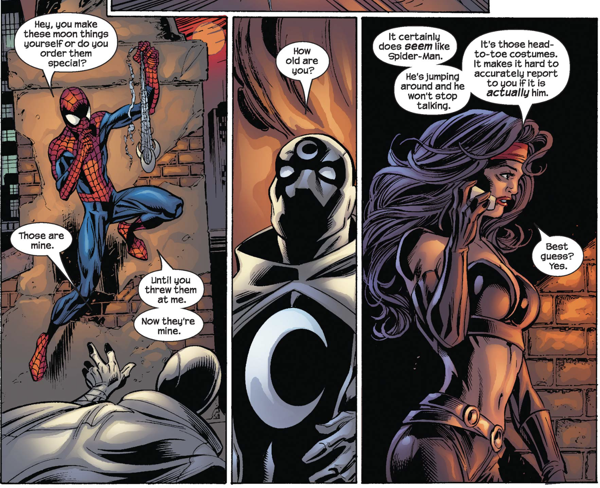 Hey, you make
these moon things
yourself or do you
order them
special?
Those are
mine.
Until you
threw them
at me.
Now they're
mine.
How
old are
you?
It certainly
does seem like
Spider-Man.
He's jumping
around and he
won't stop
talking.
It's those head-
to-toe costumes.
It makes it hard to
accurately report
to you if it is
actually him.
Best
guess?
Yes.